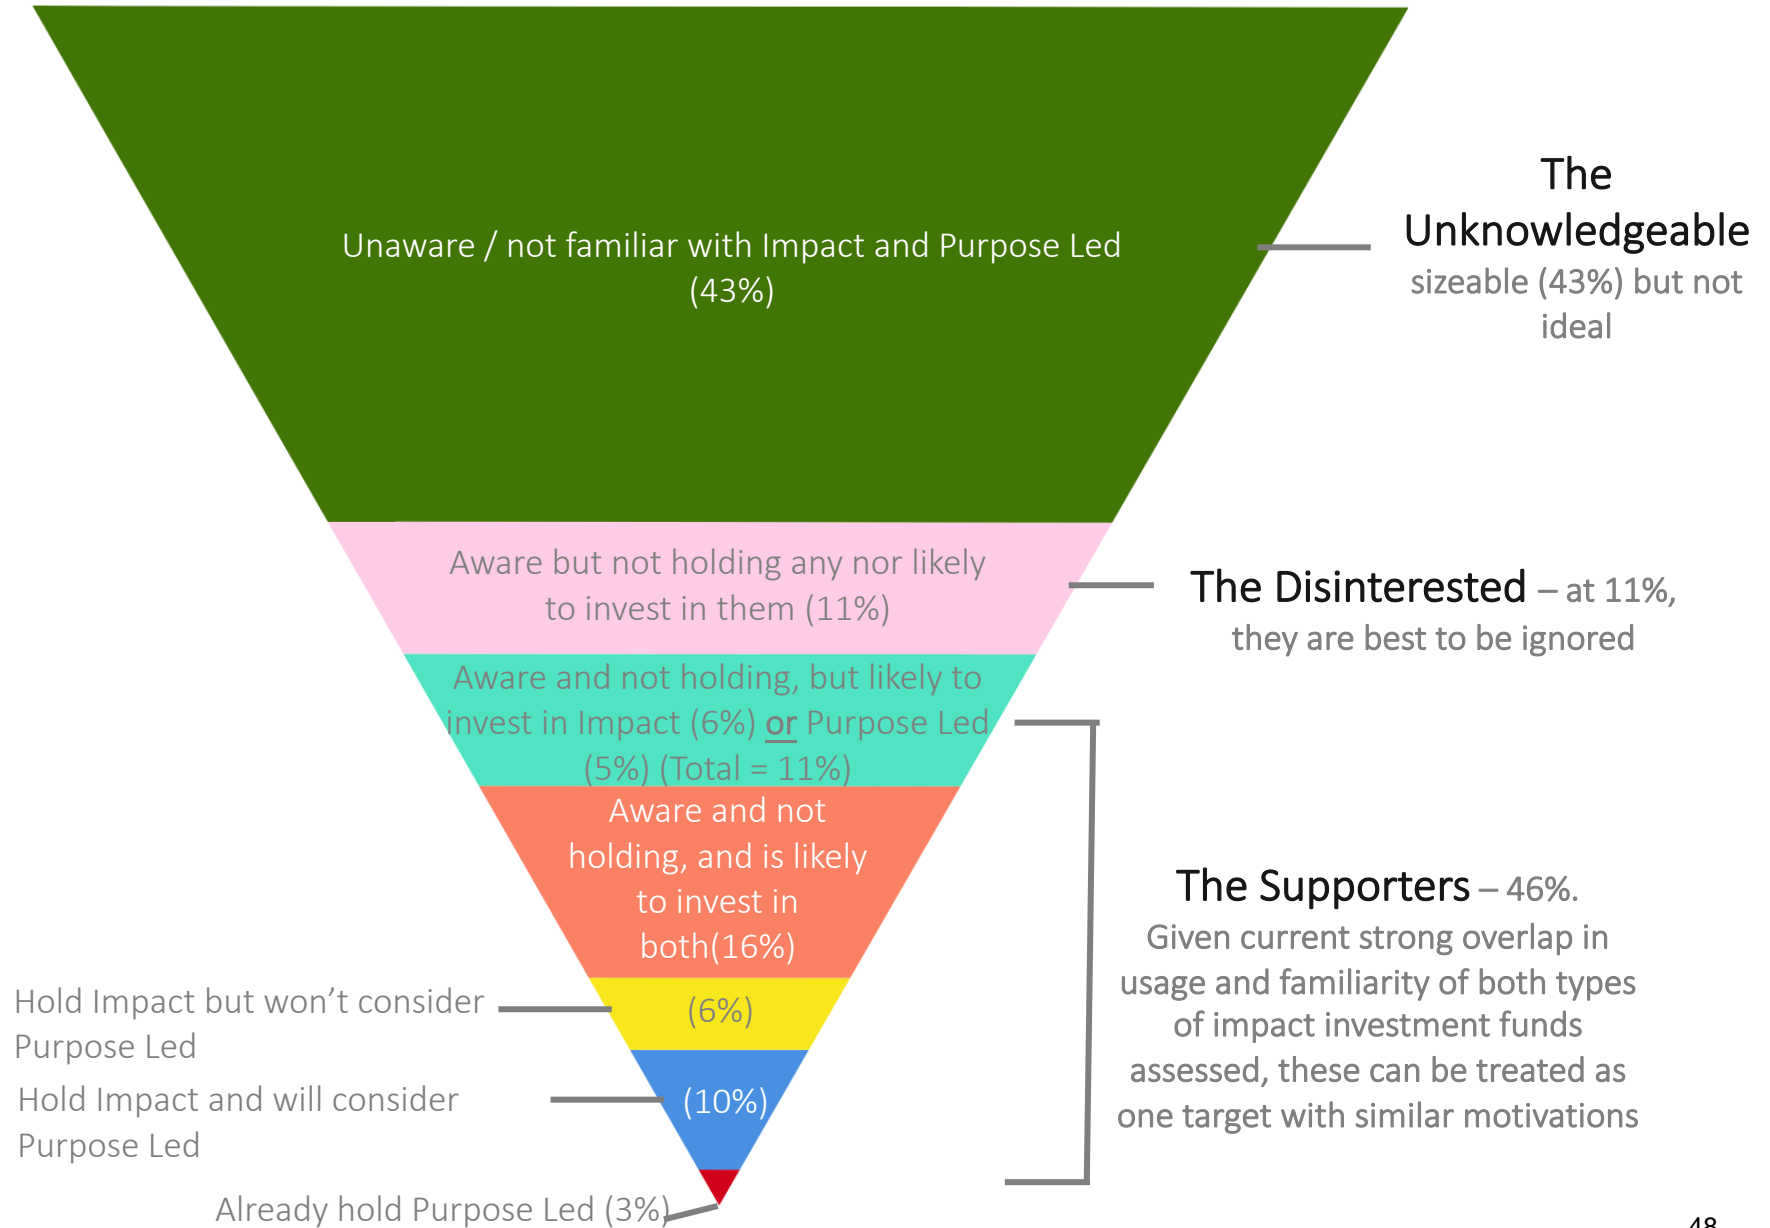 Unaware / not familiar with Impact and Purpose Led
(43%)
The
Unknowledgeable
sizeable (43%) but not
ideal
Aware but not holding any nor likely
to invest in them (11%)
The Disinterested – at 11%,
they are best to be ignored
Aware and not holding, but likely to
invest in Impact (6%) or Purpose Led
(5%) (Total = 11%)
Aware and not
holding, and is likely
to invest in
both(16%)
The Supporters – 46%.
Given current strong overlap in
usage and familiarity of both types
of impact investment funds
assessed, these can be treated as
one target with similar motivations
Hold Impact but won’t consider
Purpose Led
(6%)
Hold Impact and will consider
Purpose Led
(10%)
Already hold Purpose Led (3%)
48